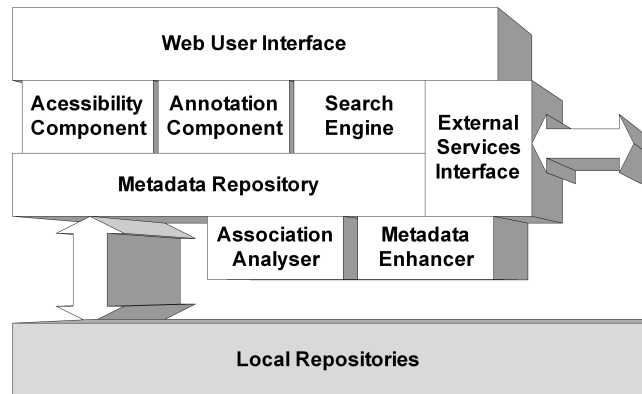 Web User Interface
Acessibility
Component
Annotation
Component
Search
Engine
External
Services
Interface
Metadata Repository
Association
Analyser
Metadata
Enhancer
Local Repositories